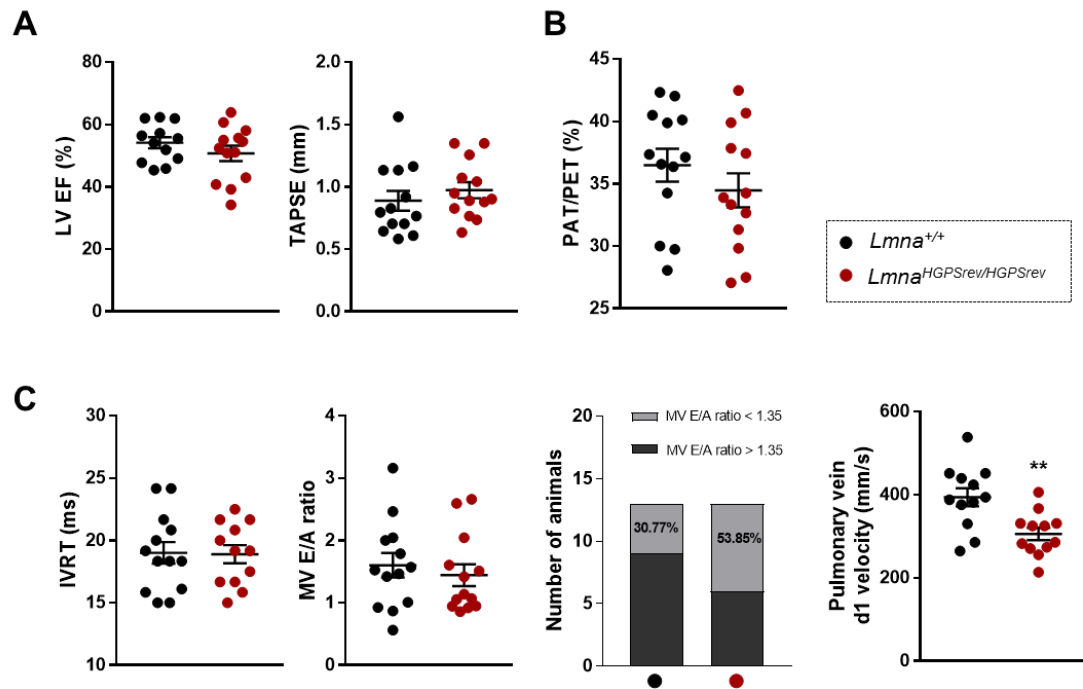 A
80
60
40
20
0
LV EF (%)
2.0
1.5
1.0
0.5
0.0
TAPSE (mm)
B
45
40
35
30
25
PAT/PET (%)
Lmna+/+
LmnaHGPSrev/HGPSrev
C
30
25
20
15
10
IVRT (ms)
4
3
2
1
0
MV E/A ratio
20
15
10
5
0
Number of animals
MV E/A ratio < 1.35
MV E/A ratio > 1.35
30.77%
53.85%
600
400
200
0
Pulmonary vein
d1 velocity (mm/s)
**